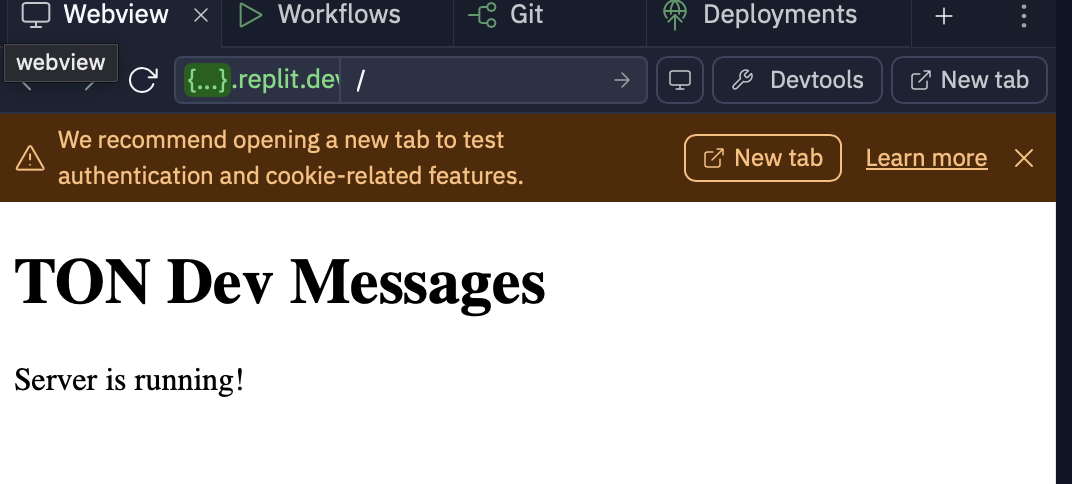 Webview Workflows Git Deployments
webview
{...}.replit.dev / Devtools New tab
We recommend opening a new tab to test
authentication and cookie-related features.
New tab Learn more
TON Dev Messages
Server is running!